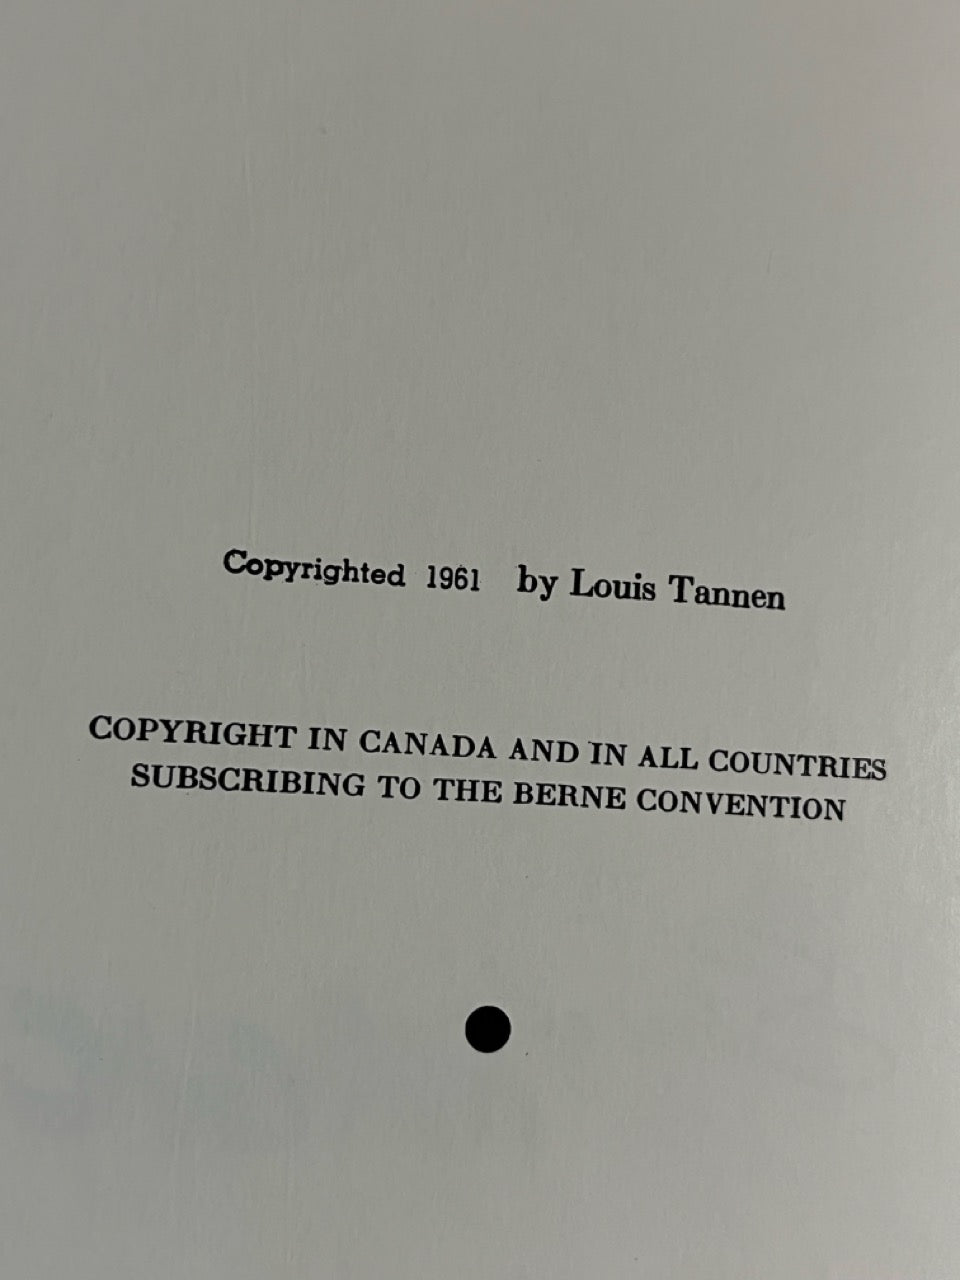 Copyrighted 1961 by Louis Tannen
COPYRIGHT IN CANADA AND IN ALL COUNTRIES
SUBSCRIBING TO THE BERNE CONVENTION